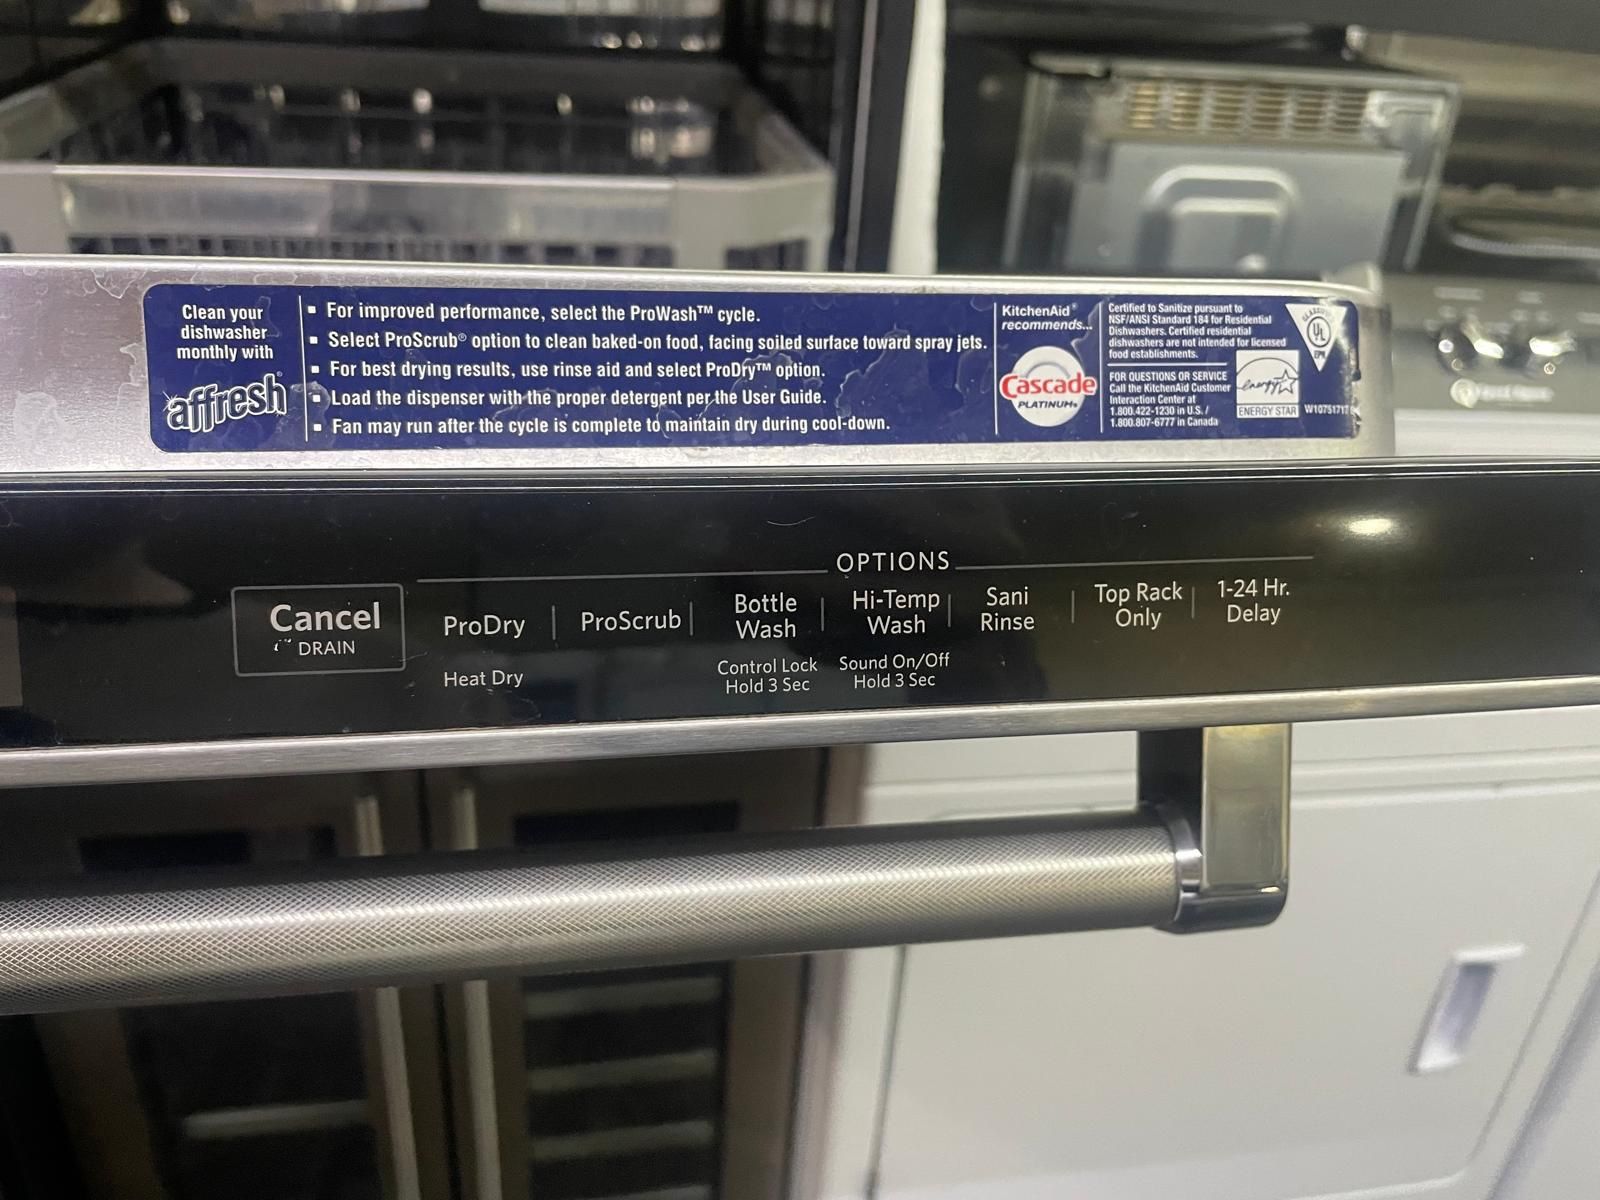 Clean your
dishwasher
monthly with
affresh®
▪ For improved performance, select the ProWash™ cycle.
▪ Select ProScrub® option to clean baked-on food, facing soiled surface toward spray jets.
▪ For best drying results, use rinse aid and select ProDry™ option.
▪ Load the dispenser with the proper detergent per the User Guide.
▪ Fan may run after the cycle is complete to maintain dry during cool-down.
KitchenAid®
recommends...
Cascade
PLATINUM
Certified to Sanitize pursuant to
NSF/ANSI Standard 184 for Residential
Dishwashers. Certified residential
dishwashers are not intended for licensed
food establishments.
FOR QUESTIONS OR SERVICE
Call the KitchenAid Customer
Interaction Center at
1.800.422-1230 in U.S. /
1.800.807-6777 in Canada
CLASSIFIED
UL
EPH
energy
ENERGY STAR
OPTIONS
Cancel
DRAIN
ProDry
Heat Dry
ProScrub
Bottle
Wash
Control Lock
Hold 3 Sec
Hi-Temp
Wash
Sound On/Off
Hold 3 Sec
Sani
Rinse
Top Rack
Only
1-24 Hr.
Delay